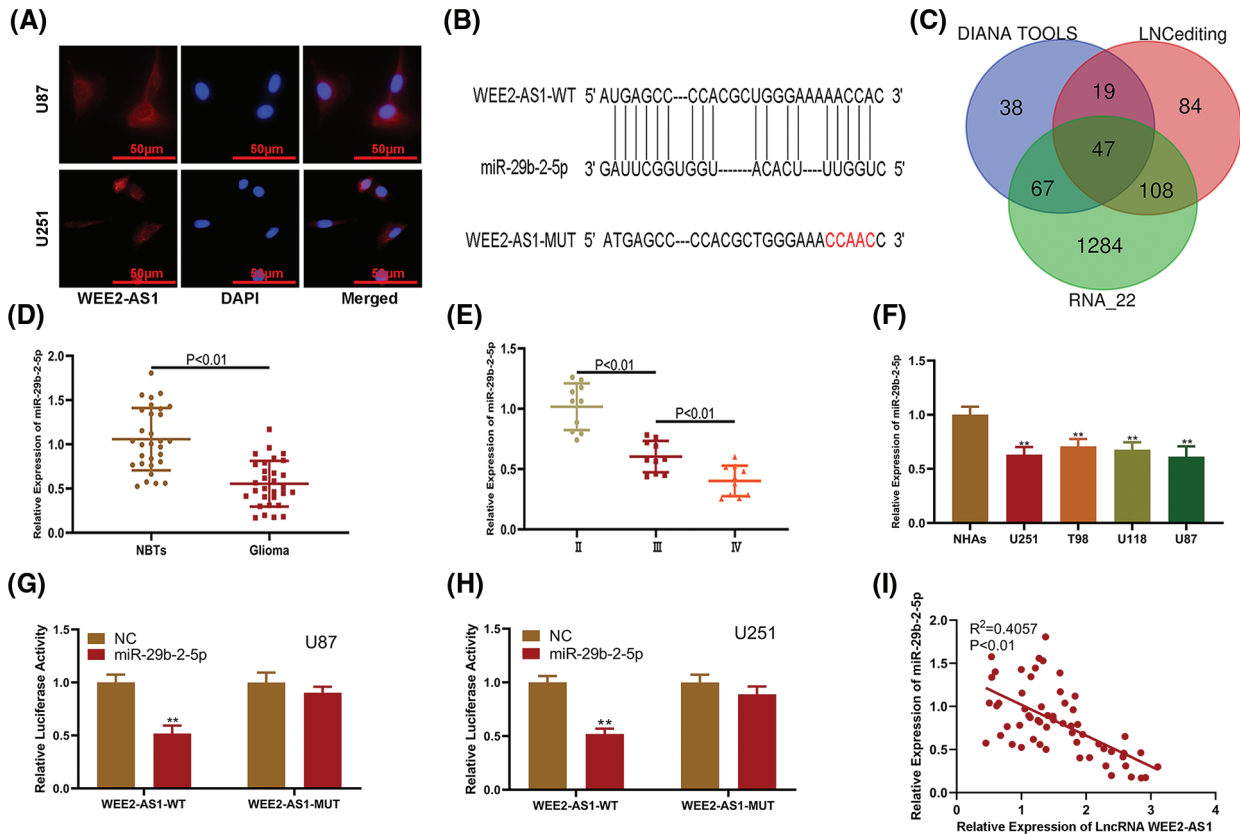 (A)
U87
50μm 50μm 50μm
U251
50μm 50μm 50μm
WEE2-AS1 DAPI Merged
(B)
WEE2-AS1-WT 5' AUGAGCC---CCACGCUGGGAAAAACCAC 3'
miR-29b-2-5p 3' GAUUCGGUGGU-------ACACU----UUGGUC 5'
WEE2-AS1-MUT 5' ATGAGCC---CCACGCTGGGAAACCAACC 3'
(C)
DIANA TOOLS LNCediting
38 19 84
47
67 108
1284
RNA_22
(D)
Relative Expression of miR-29b-2-5p
2.0
1.5
1.0
0.5
0.0
P<0.01
NBTs Glioma
(E)
Relative Expression of miR-29b-2-5p
1.5
1.0
0.5
0.0
P<0.01
P<0.01
II III IV
(F)
Relative Expression of miR-29b-2-5p
1.5
1.0
0.5
0.0
** ** ** **
NHAs U251 T98 U118 U87
(G)
Relative Luciferase Activity
1.5
1.0
0.5
0.0
NC
miR-29b-2-5p
U87
**
WEE2-AS1-WT WEE2-AS1-MUT
(H)
Relative Luciferase Activity
1.5
1.0
0.5
0.0
NC
miR-29b-2-5p
U251
**
WEE2-AS1-WT WEE2-AS1-MUT
(I)
Relative Expression of miR-29b-2-5p
2.0
1.5
1.0
0.5
0.0
R²=0.4057
P<0.01
0 1 2 3 4
Relative Expression of LncRNA WEE2-AS1